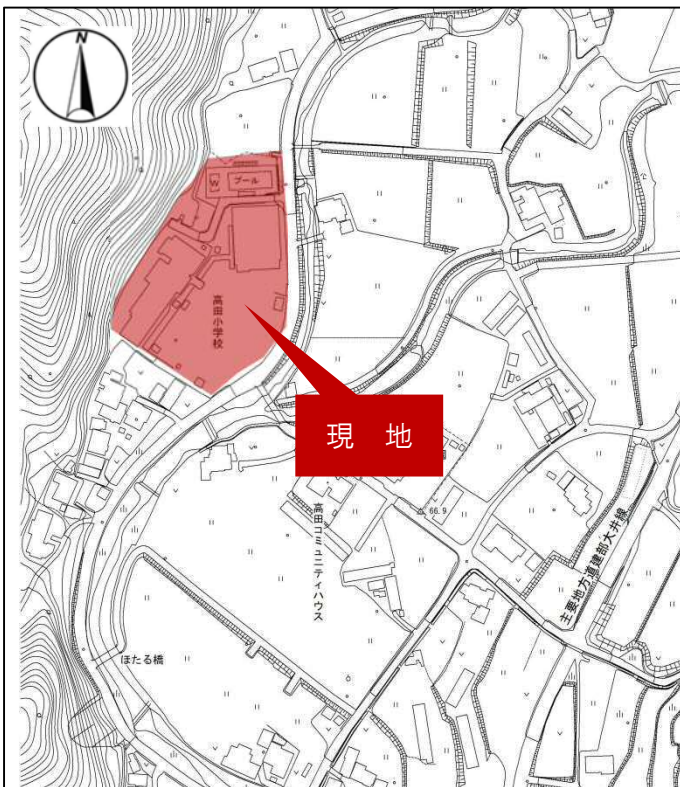 N
プール
W
高田小学校
現 地
66.9
高田コミュニティハウス
主要地方道建部大井線
ほたる橋